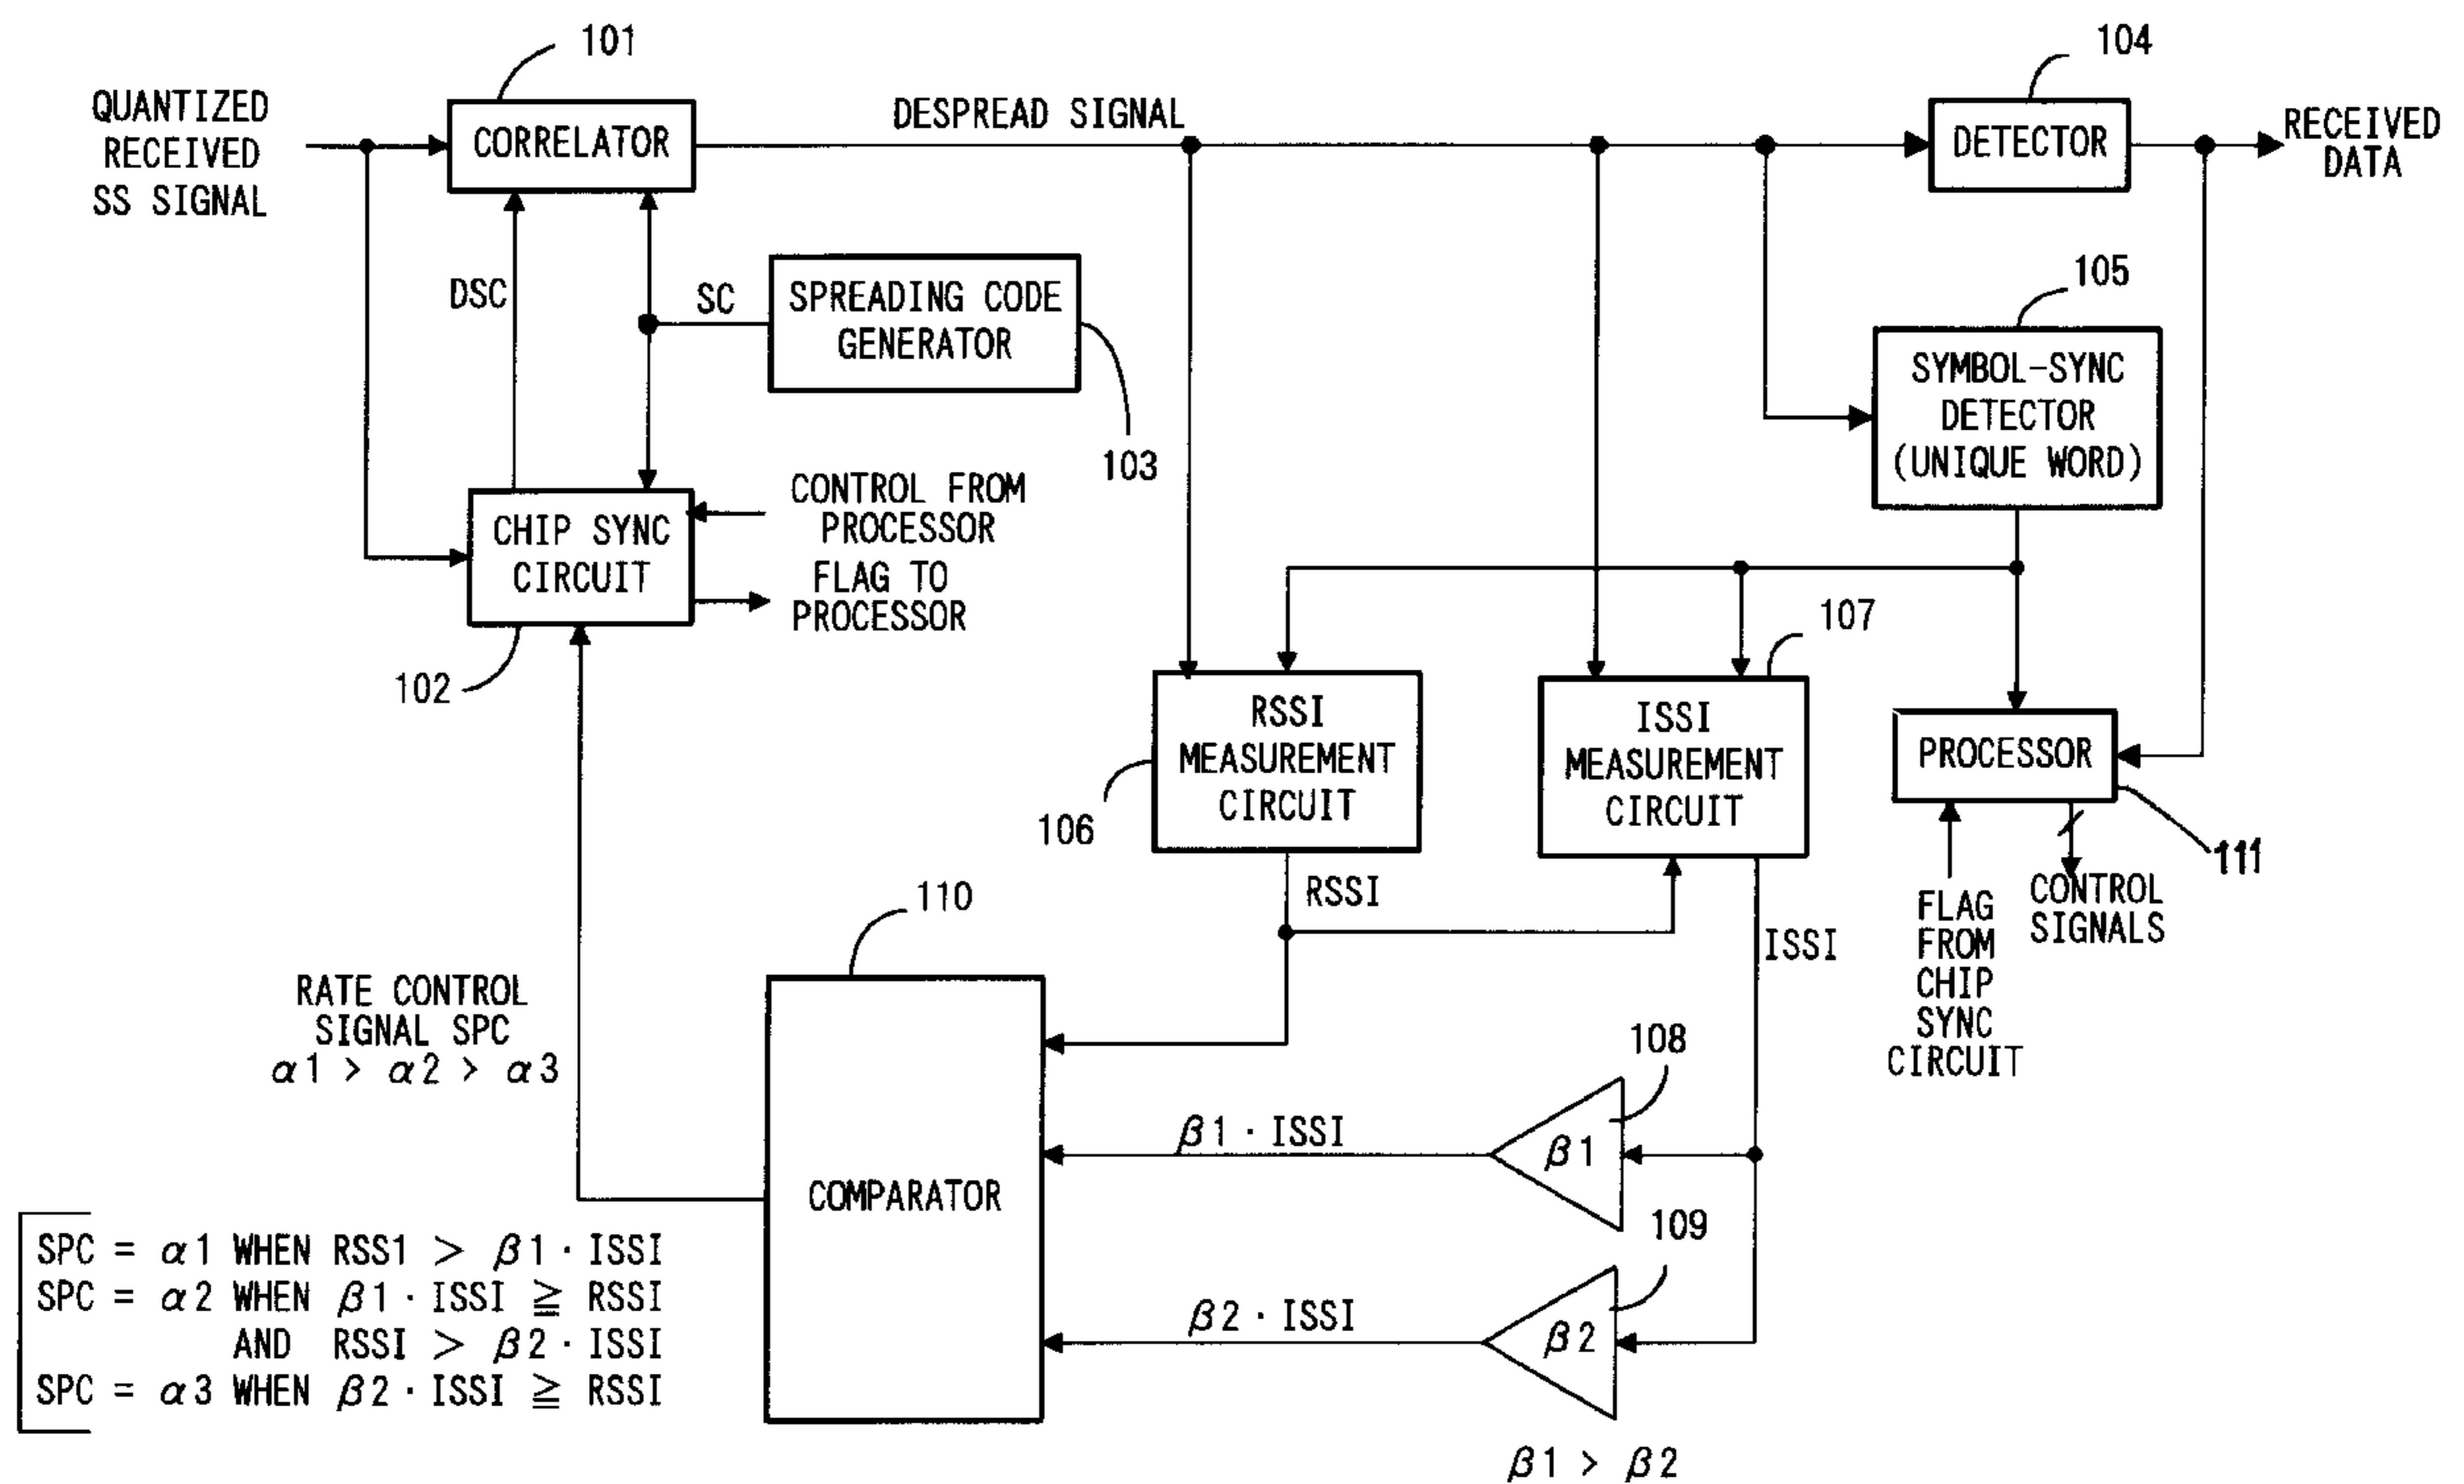 101
104
QUANTIZED
RECEIVED
SS SIGNAL
CORRELATOR
DESPREAD SIGNAL
DETECTOR
RECEIVED
DATA
DSC
SC
SPREADING CODE
GENERATOR
103
105
SYMBOL-SYNC
DETECTOR
(UNIQUE WORD)
CHIP SYNC
CIRCUIT
CONTROL FROM
PROCESSOR
FLAG TO
PROCESSOR
102
107
RSSI
MEASUREMENT
CIRCUIT
106
ISSI
MEASUREMENT
CIRCUIT
PROCESSOR
111
RSSI
ISSI
FLAG
FROM
CHIP
SYNC
CIRCUIT
CONTROL
SIGNALS
110
RATE CONTROL
SIGNAL SPC
α1 > α2 > α3
COMPARATOR
108
β1 · ISSI
β1
109
β2 · ISSI
β2
β1 > β2
SPC = α1 WHEN RSS1 > β1 · ISSI
SPC = α2 WHEN β1 · ISSI ≧ RSSI
AND RSSI > β2 · ISSI
SPC = α3 WHEN β2 · ISSI ≧ RSSI